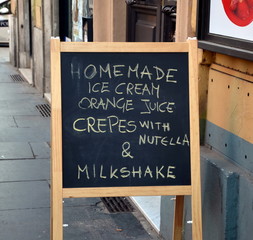 HOMEMADE
ICE CREAM
ORANGE JUICE
CREPES WITH
NUTELLA
&
MILKSHAKE